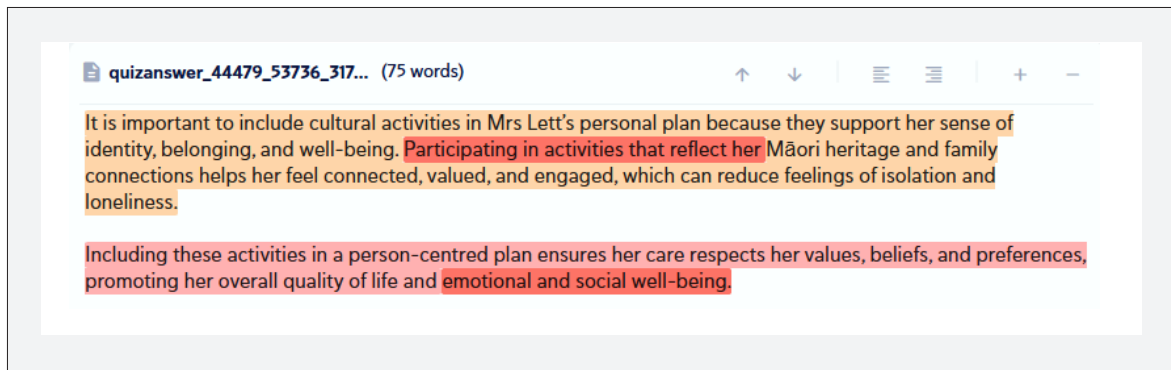 quizanswer_44479_53736_317... (75 words)
It is important to include cultural activities in Mrs Lett's personal plan because they support her sense of
identity, belonging, and well-being. Participating in activities that reflect her Māori heritage and family
connections helps her feel connected, valued, and engaged, which can reduce feelings of isolation and
loneliness.
Including these activities in a person-centred plan ensures her care respects her values, beliefs, and preferences,
promoting her overall quality of life and emotional and social well-being.